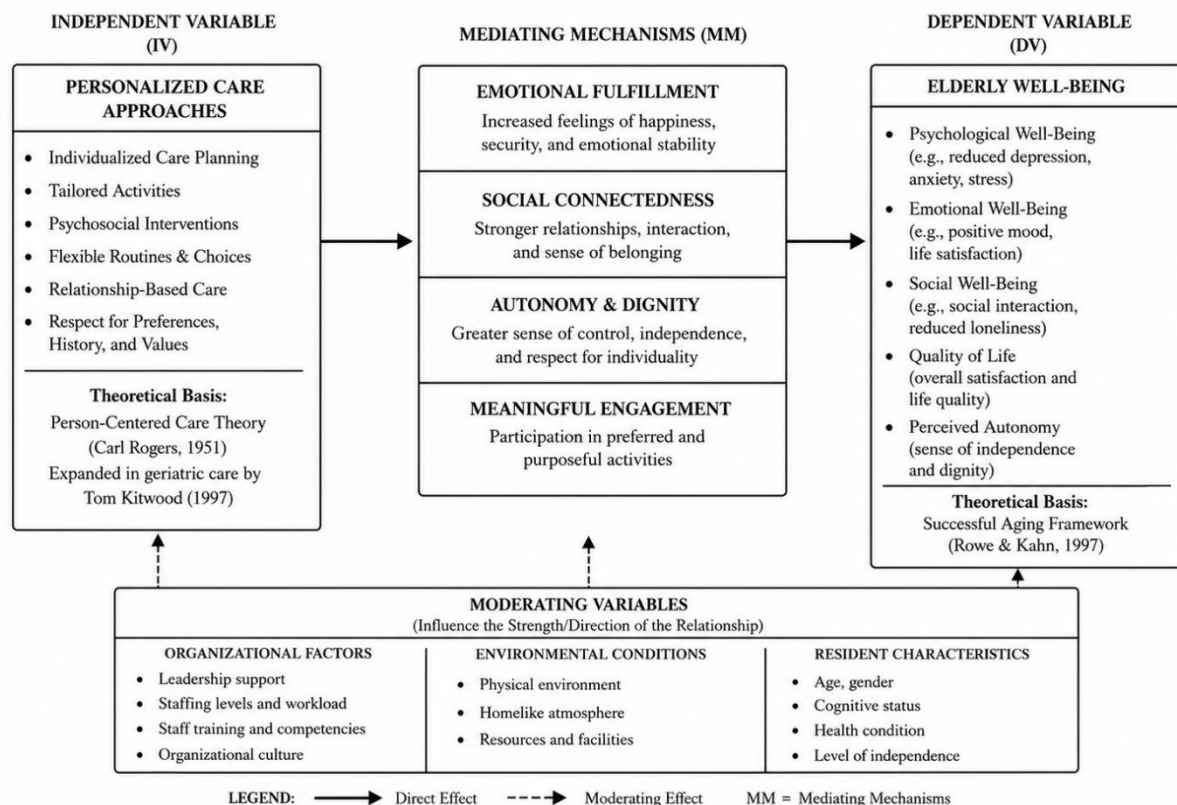 INDEPENDENT VARIABLE
(IV)
PERSONALIZED CARE
APPROACHES
• Individualized Care Planning
• Tailored Activities
• Psychosocial Interventions
• Flexible Routines & Choices
• Relationship-Based Care
• Respect for Preferences,
History, and Values
Theoretical Basis:
Person-Centered Care Theory
(Carl Rogers, 1951)
Expanded in geriatric care by
Tom Kitwood (1997)
MEDIATING MECHANISMS (MM)
EMOTIONAL FULFILLMENT
Increased feelings of happiness,
security, and emotional stability
SOCIAL CONNECTEDNESS
Stronger relationships, interaction,
and sense of belonging
AUTONOMY & DIGNITY
Greater sense of control, independence,
and respect for individuality
MEANINGFUL ENGAGEMENT
Participation in preferred and
purposeful activities
DEPENDENT VARIABLE
(DV)
ELDERLY WELL-BEING
• Psychological Well-Being
(e.g., reduced depression,
anxiety, stress)
• Emotional Well-Being
(e.g., positive mood,
life satisfaction)
• Social Well-Being
(e.g., social interaction,
reduced loneliness)
• Quality of Life
(overall satisfaction and
life quality)
• Perceived Autonomy
(sense of independence
and dignity)
Theoretical Basis:
Successful Aging Framework
(Rowe & Kahn, 1997)
MODERATING VARIABLES
(Influence the Strength/Direction of the Relationship)
ORGANIZATIONAL FACTORS
• Leadership support
• Staffing levels and workload
• Staff training and competencies
• Organizational culture
ENVIRONMENTAL CONDITIONS
• Physical environment
• Homelike atmosphere
• Resources and facilities
RESIDENT CHARACTERISTICS
• Age, gender
• Cognitive status
• Health condition
• Level of independence
LEGEND: Direct Effect Moderating Effect MM = Mediating Mechanisms